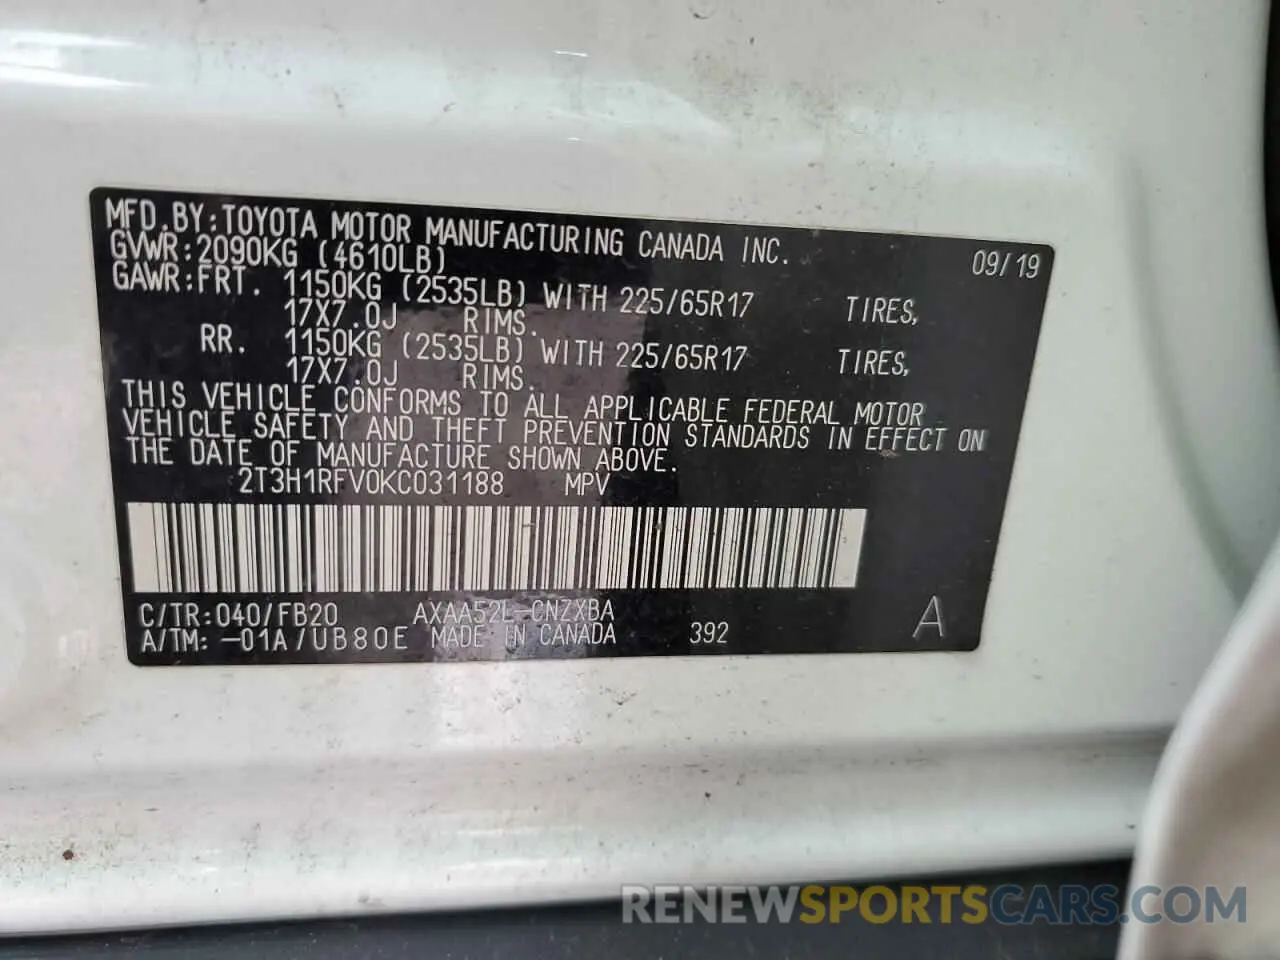 MFD.BY:TOYOTA MOTOR MANUFACTURING CANADA INC. 09/19
GVWR:2090KG (4610LB)
GAWR:FRT. 1150KG (2535LB) WITH 225/65R17 TIRES,
17X7.0J RIMS.
RR. 1150KG (2535LB) WITH 225/65R17 TIRES,
17X7.0J RIMS.
THIS VEHICLE CONFORMS TO ALL APPLICABLE FEDERAL MOTOR
VEHICLE SAFETY AND THEFT PREVENTION STANDARDS IN EFFECT ON
THE DATE OF MANUFACTURE SHOWN ABOVE.
2T3H1RFV0KC031188 MPV
C/TR:040/FB20 AXAA52L-CNZXBA
A/TM:-01A/UB80E MADE IN CANADA 392 A
RENEWSPORTSCARS.COM